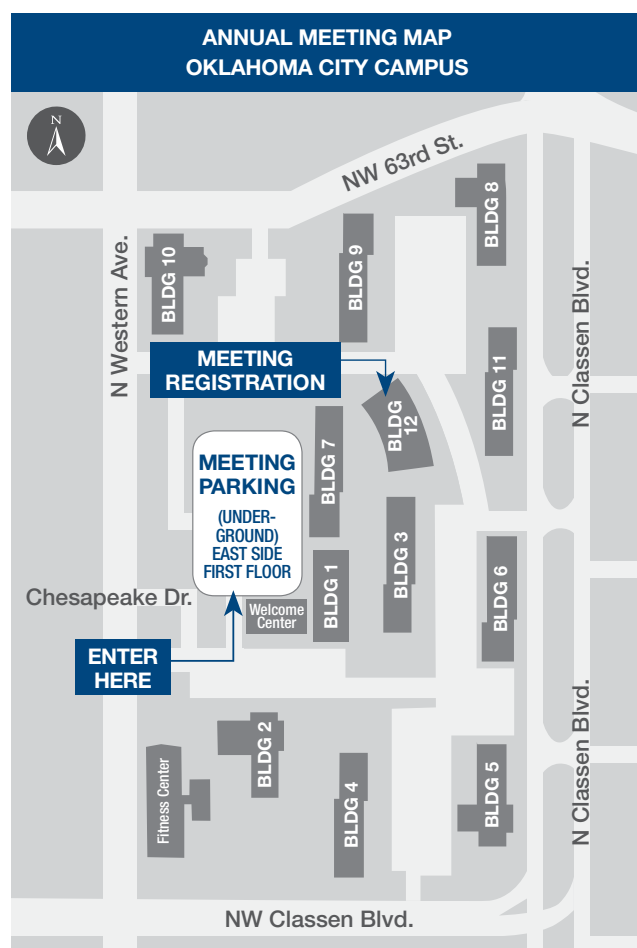 ANNUAL MEETING MAP
OKLAHOMA CITY CAMPUS
N
NW 63rd St.
BLDG 8
BLDG 10
BLDG 9
N Western Ave.
N Classen Blvd.
MEETING
REGISTRATION
BLDG 11
BLDG
12
BLDG 7
MEETING
PARKING
(UNDER-
GROUND)
EAST SIDE
FIRST FLOOR
BLDG 3
BLDG 6
BLDG 1
Chesapeake Dr.
Welcome
Center
ENTER
HERE
N Classen Blvd.
BLDG 2
Fitness Center
BLDG 4
BLDG 5
NW Classen Blvd.